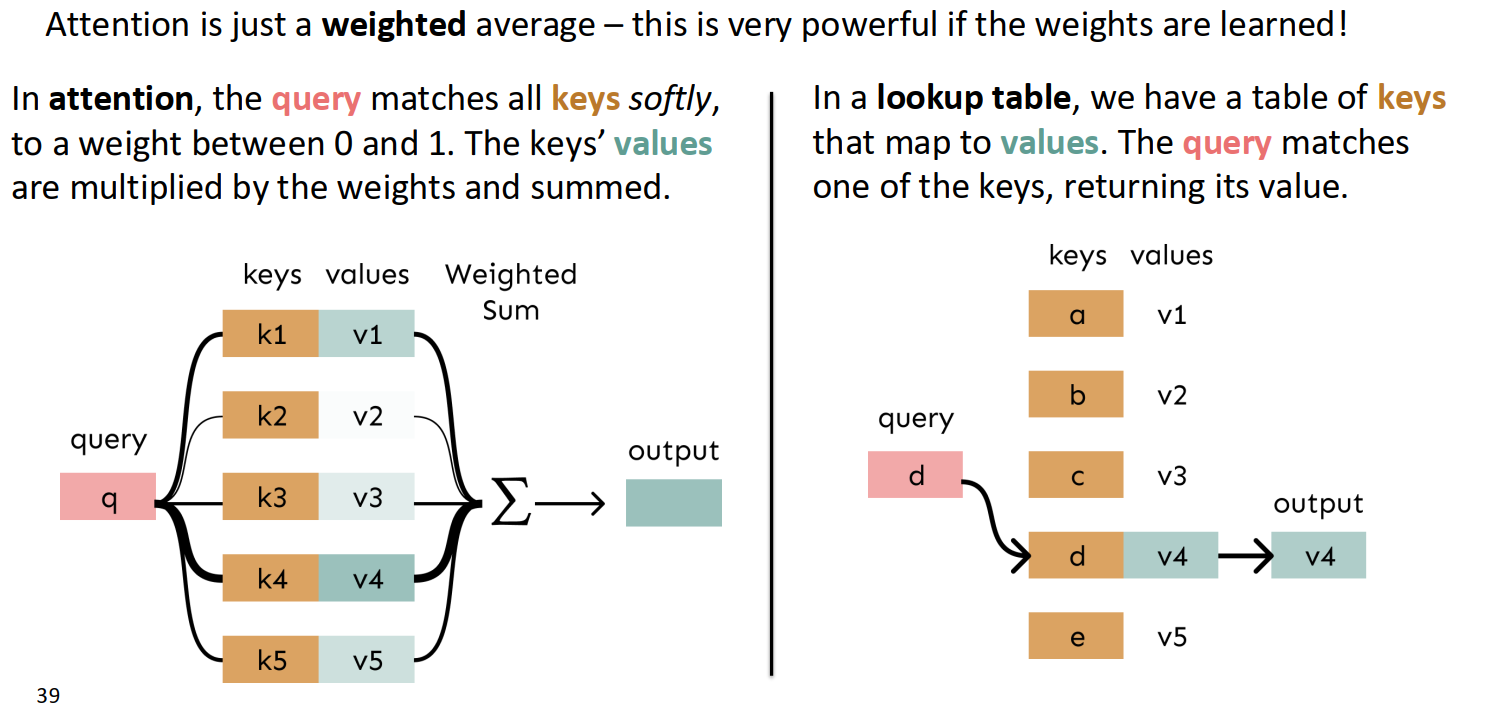 Attention is just a weighted average – this is very powerful if the weights are learned!
In attention, the query matches all keys softly,
to a weight between 0 and 1. The keys’ values
are multiplied by the weights and summed.
keys values Weighted
Sum
k1 v1
k2 v2
query
q
k3 v3
∑
output
k4 v4
k5 v5
39
In a lookup table, we have a table of keys
that map to values. The query matches
one of the keys, returning its value.
keys values
a v1
b v2
query
d
c v3
output
d v4 v4
e v5